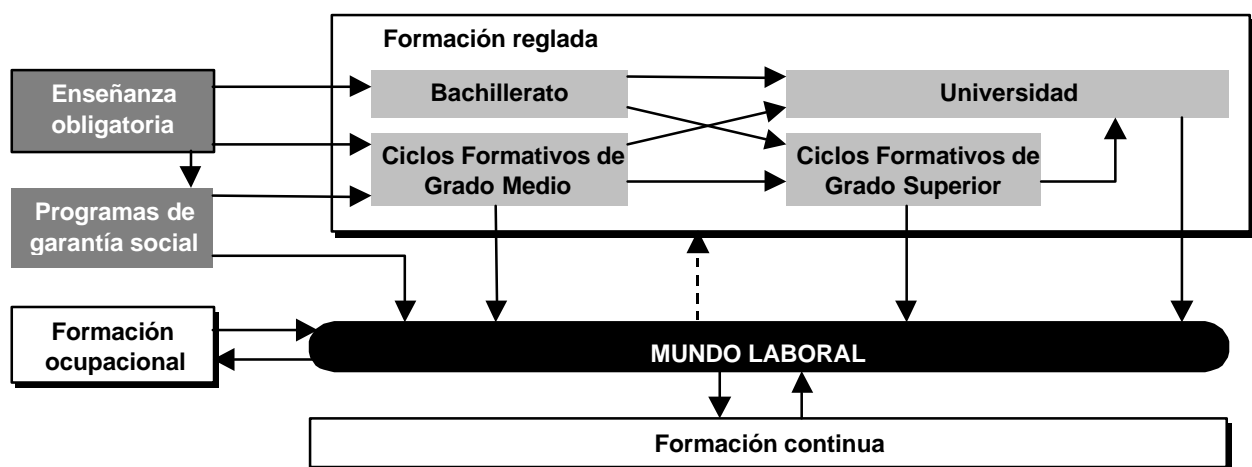 Formación reglada
Enseñanza
obligatoria
Bachillerato
Universidad
Ciclos Formativos de
Grado Medio
Ciclos Formativos de
Grado Superior
Programas de
garantía social
Formación
ocupacional
MUNDO LABORAL
Formación continua